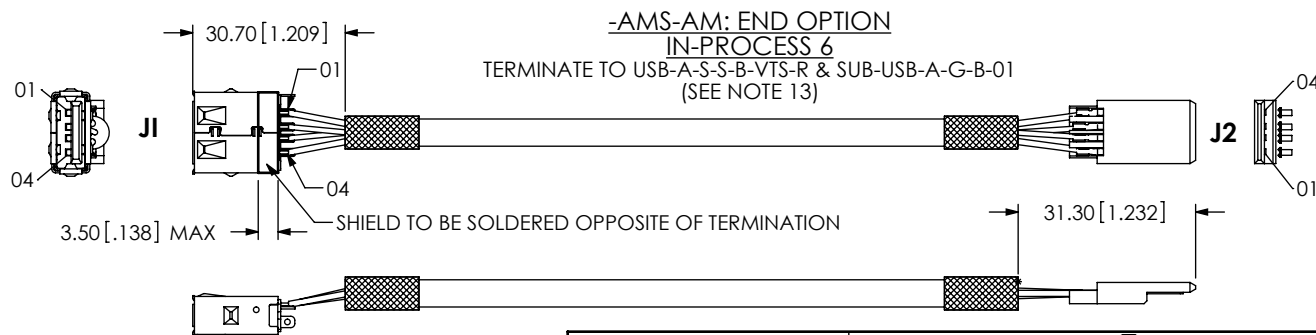 -AMS-AM: END OPTION
IN-PROCESS 6
TERMINATE TO USB-A-S-S-B-VTS-R & SUB-USB-A-G-B-01
(SEE NOTE 13)
30.70 [1.209]
01
01
J1
04
04
J2
04
01
SHIELD TO BE SOLDERED OPPOSITE OF TERMINATION
3.50 [.138] MAX
31.30 [1.232]